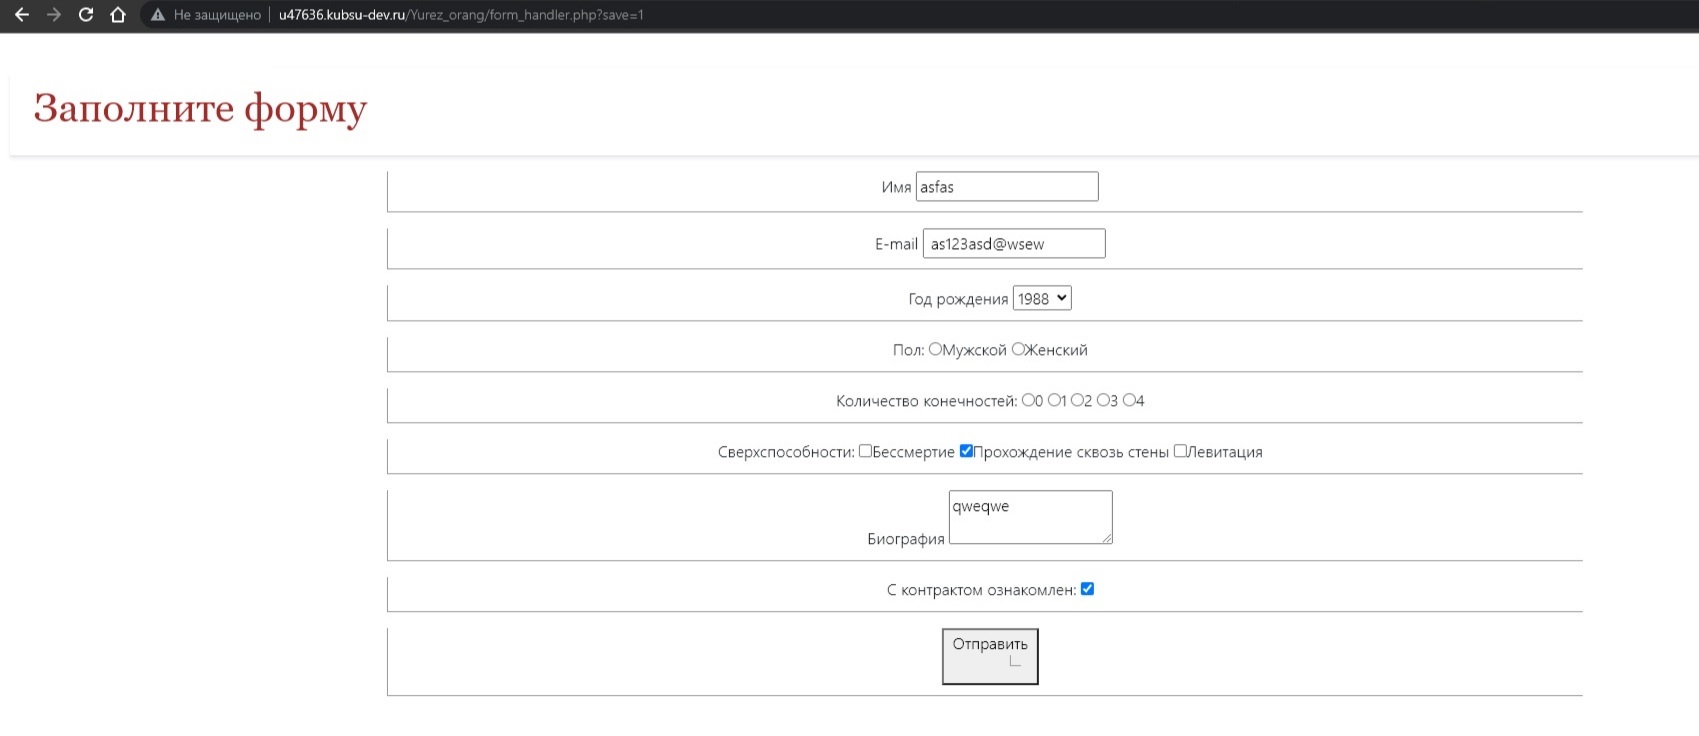 Не защищено u47636.kubsu-dev.ru/Yurez_orang/form_handler.php?save=1
Заполните форму
Имя asfas
E-mail as123asd@wsew
Год рождения 1988
Пол: Мужской Женский
Количество конечностей: 0 1 2 3 4
Сверхспособности: Бессмертие Прохождение сквозь стены Левитация
qweqwe
Биография
С контрактом ознакомлен:
Отправить